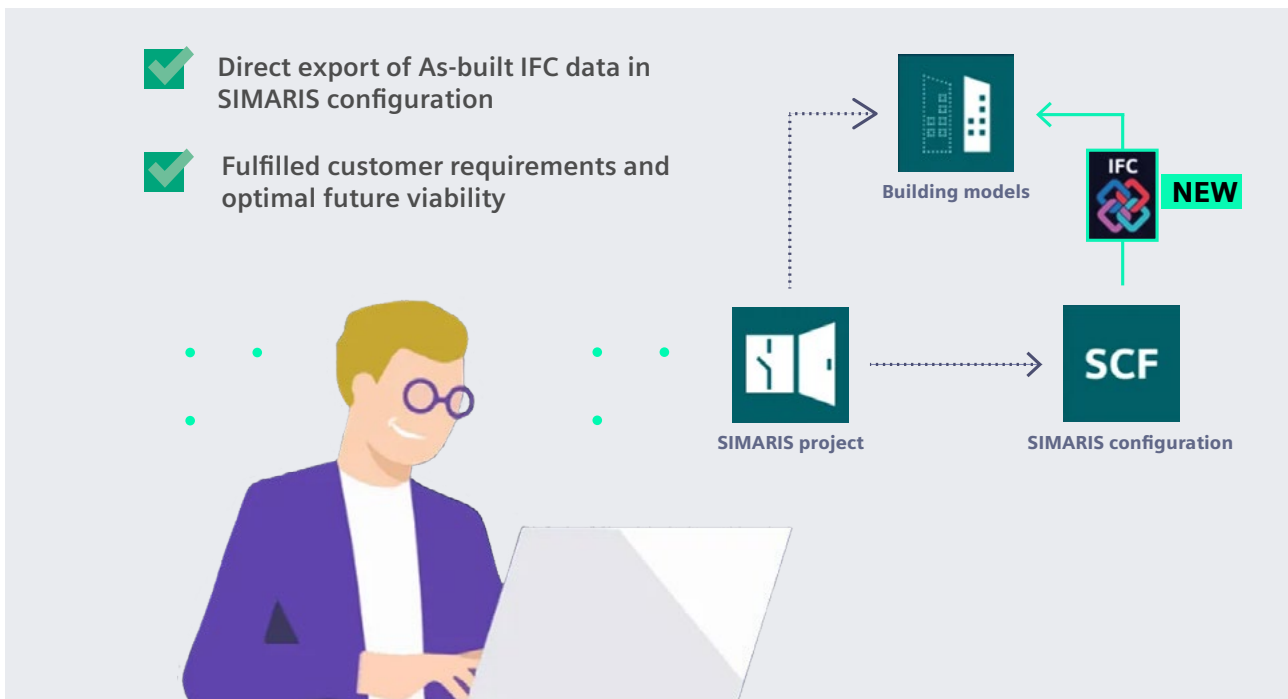 Direct export of As-built IFC data in
SIMARIS configuration
Fulfilled customer requirements and
optimal future viability
Building models
IFC
NEW
SIMARIS project
SCF
SIMARIS configuration